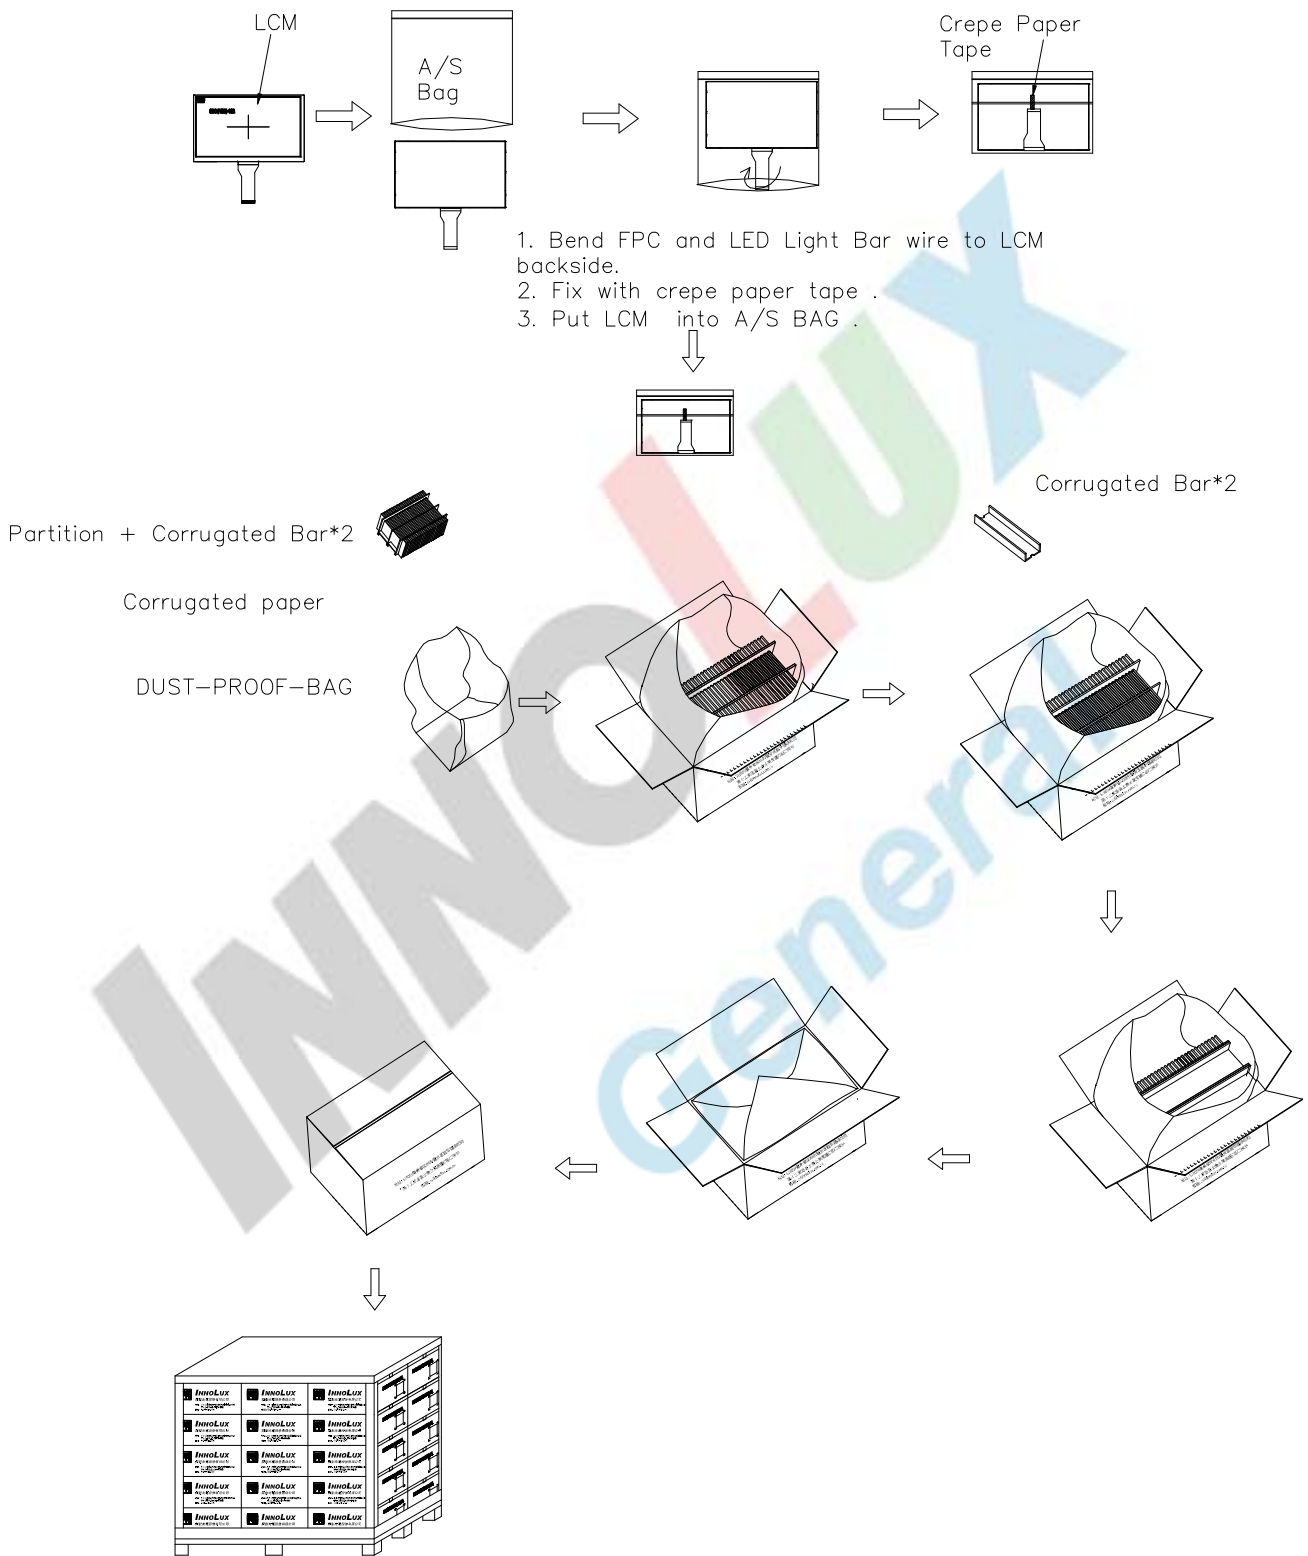 LCM
A/S
Bag
Crepe Paper
Tape
1. Bend FPC and LED Light Bar wire to LCM
backside.
2. Fix with crepe paper tape .
3. Put LCM into A/S BAG .
Corrugated Bar*2
Partition + Corrugated Bar*2
Corrugated paper
DUST-PROOF-BAG
INNOLUX
General
INNOLUX INNOLUX INNOLUX
INNOLUX INNOLUX INNOLUX
INNOLUX INNOLUX INNOLUX
INNOLUX INNOLUX INNOLUX
INNOLUX INNOLUX INNOLUX